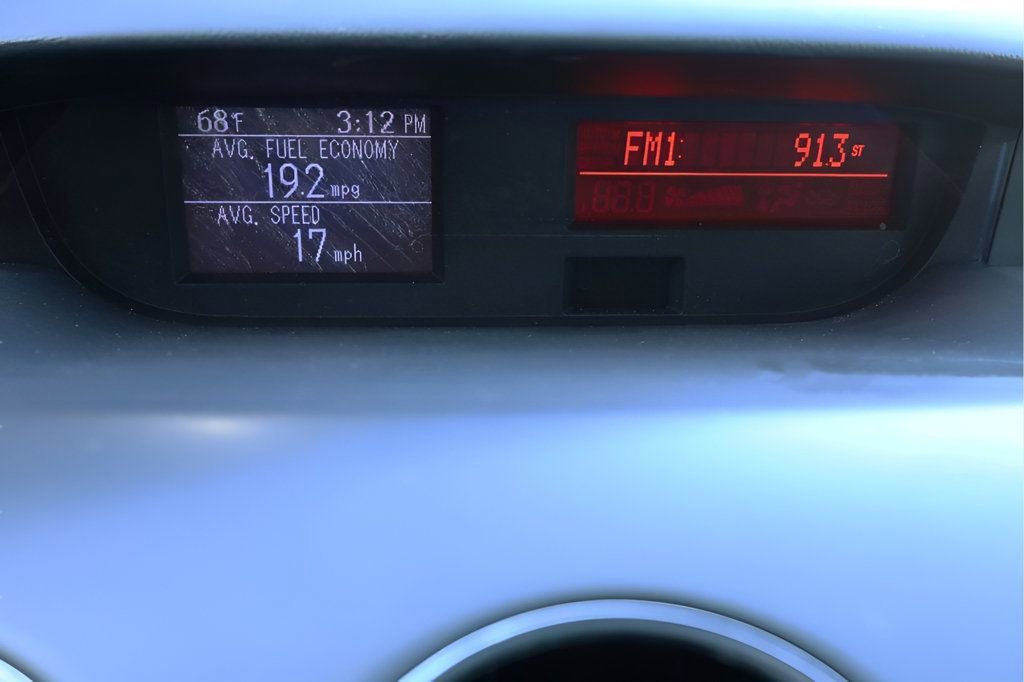 68°F 3:12 PM
AVG. FUEL ECONOMY
19.2 mpg
AVG. SPEED
17 mph
FM1 91.3 ST